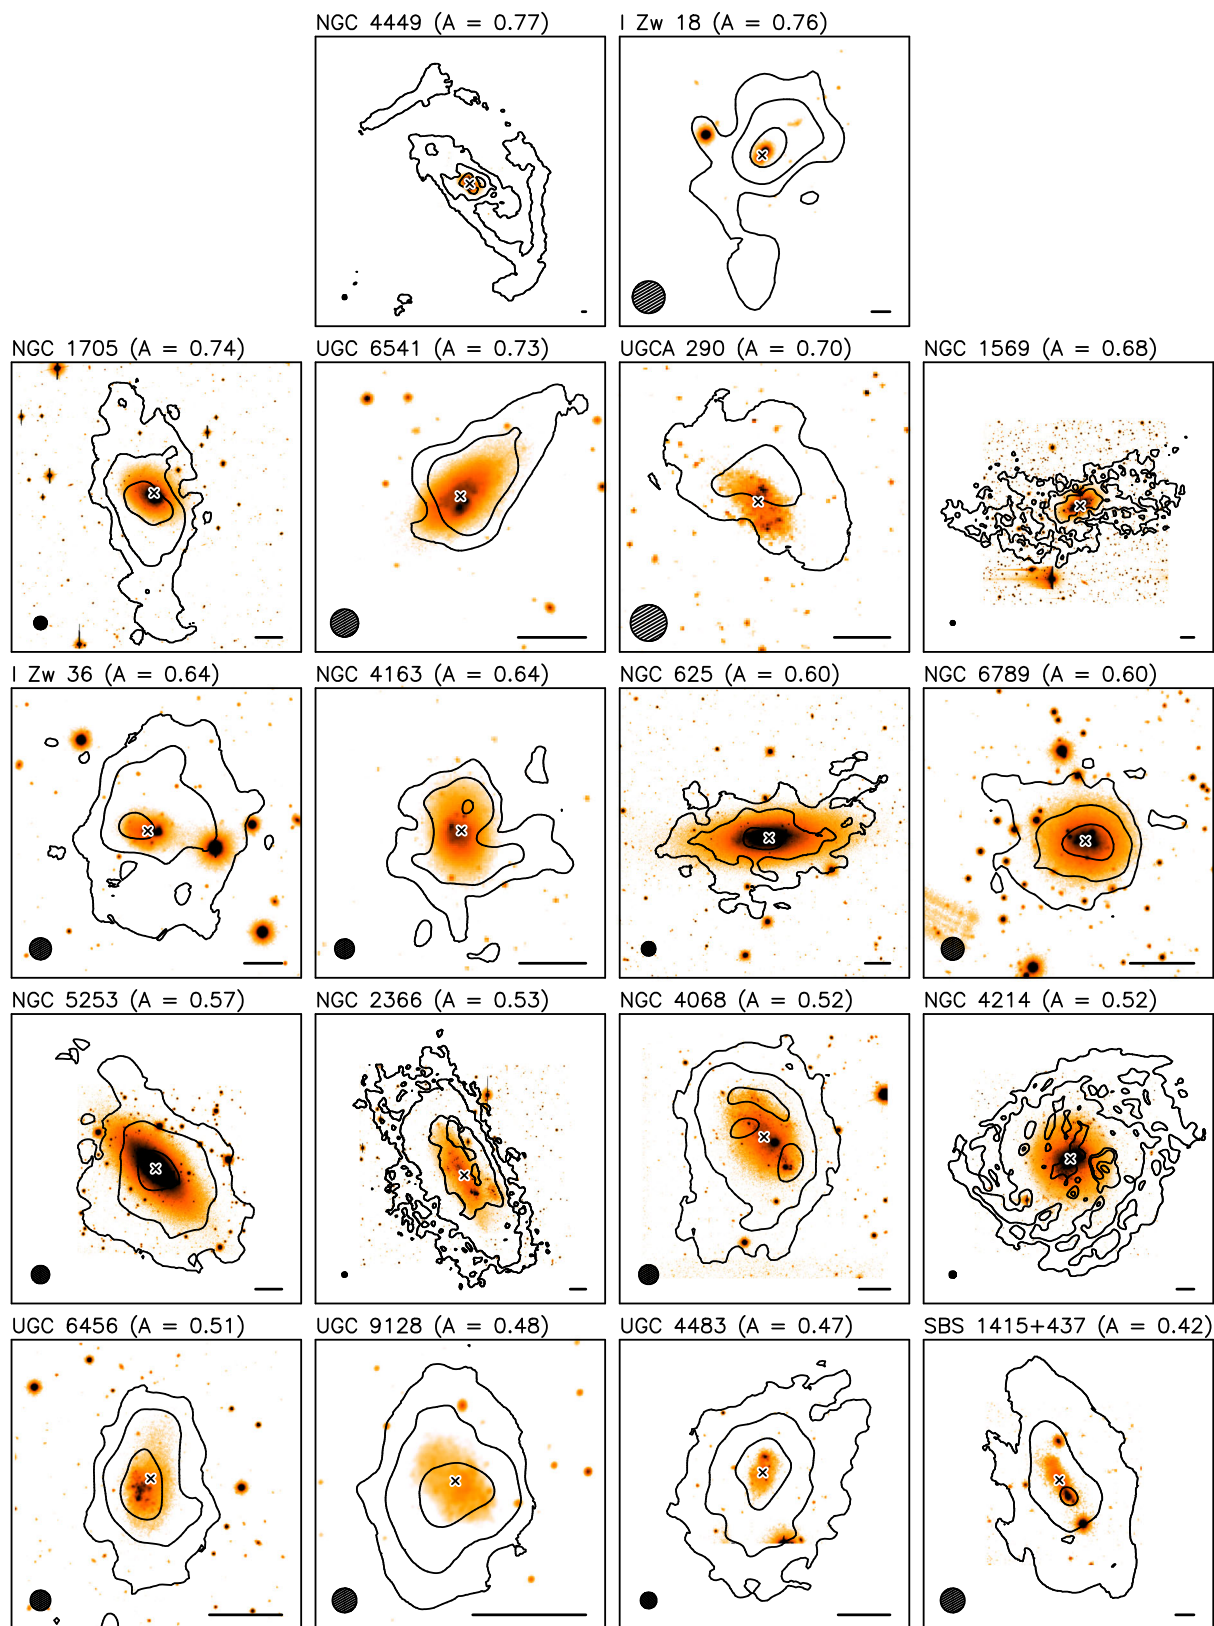 NGC 4449 (A = 0.77)
I Zw 18 (A = 0.76)
NGC 1705 (A = 0.74)
UGC 6541 (A = 0.73)
UGCA 290 (A = 0.70)
NGC 1569 (A = 0.68)
I Zw 36 (A = 0.64)
NGC 4163 (A = 0.64)
NGC 625 (A = 0.60)
NGC 6789 (A = 0.60)
NGC 5253 (A = 0.57)
NGC 2366 (A = 0.53)
NGC 4068 (A = 0.52)
NGC 4214 (A = 0.52)
UGC 6456 (A = 0.51)
UGC 9128 (A = 0.48)
UGC 4483 (A = 0.47)
SBS 1415+437 (A = 0.42)